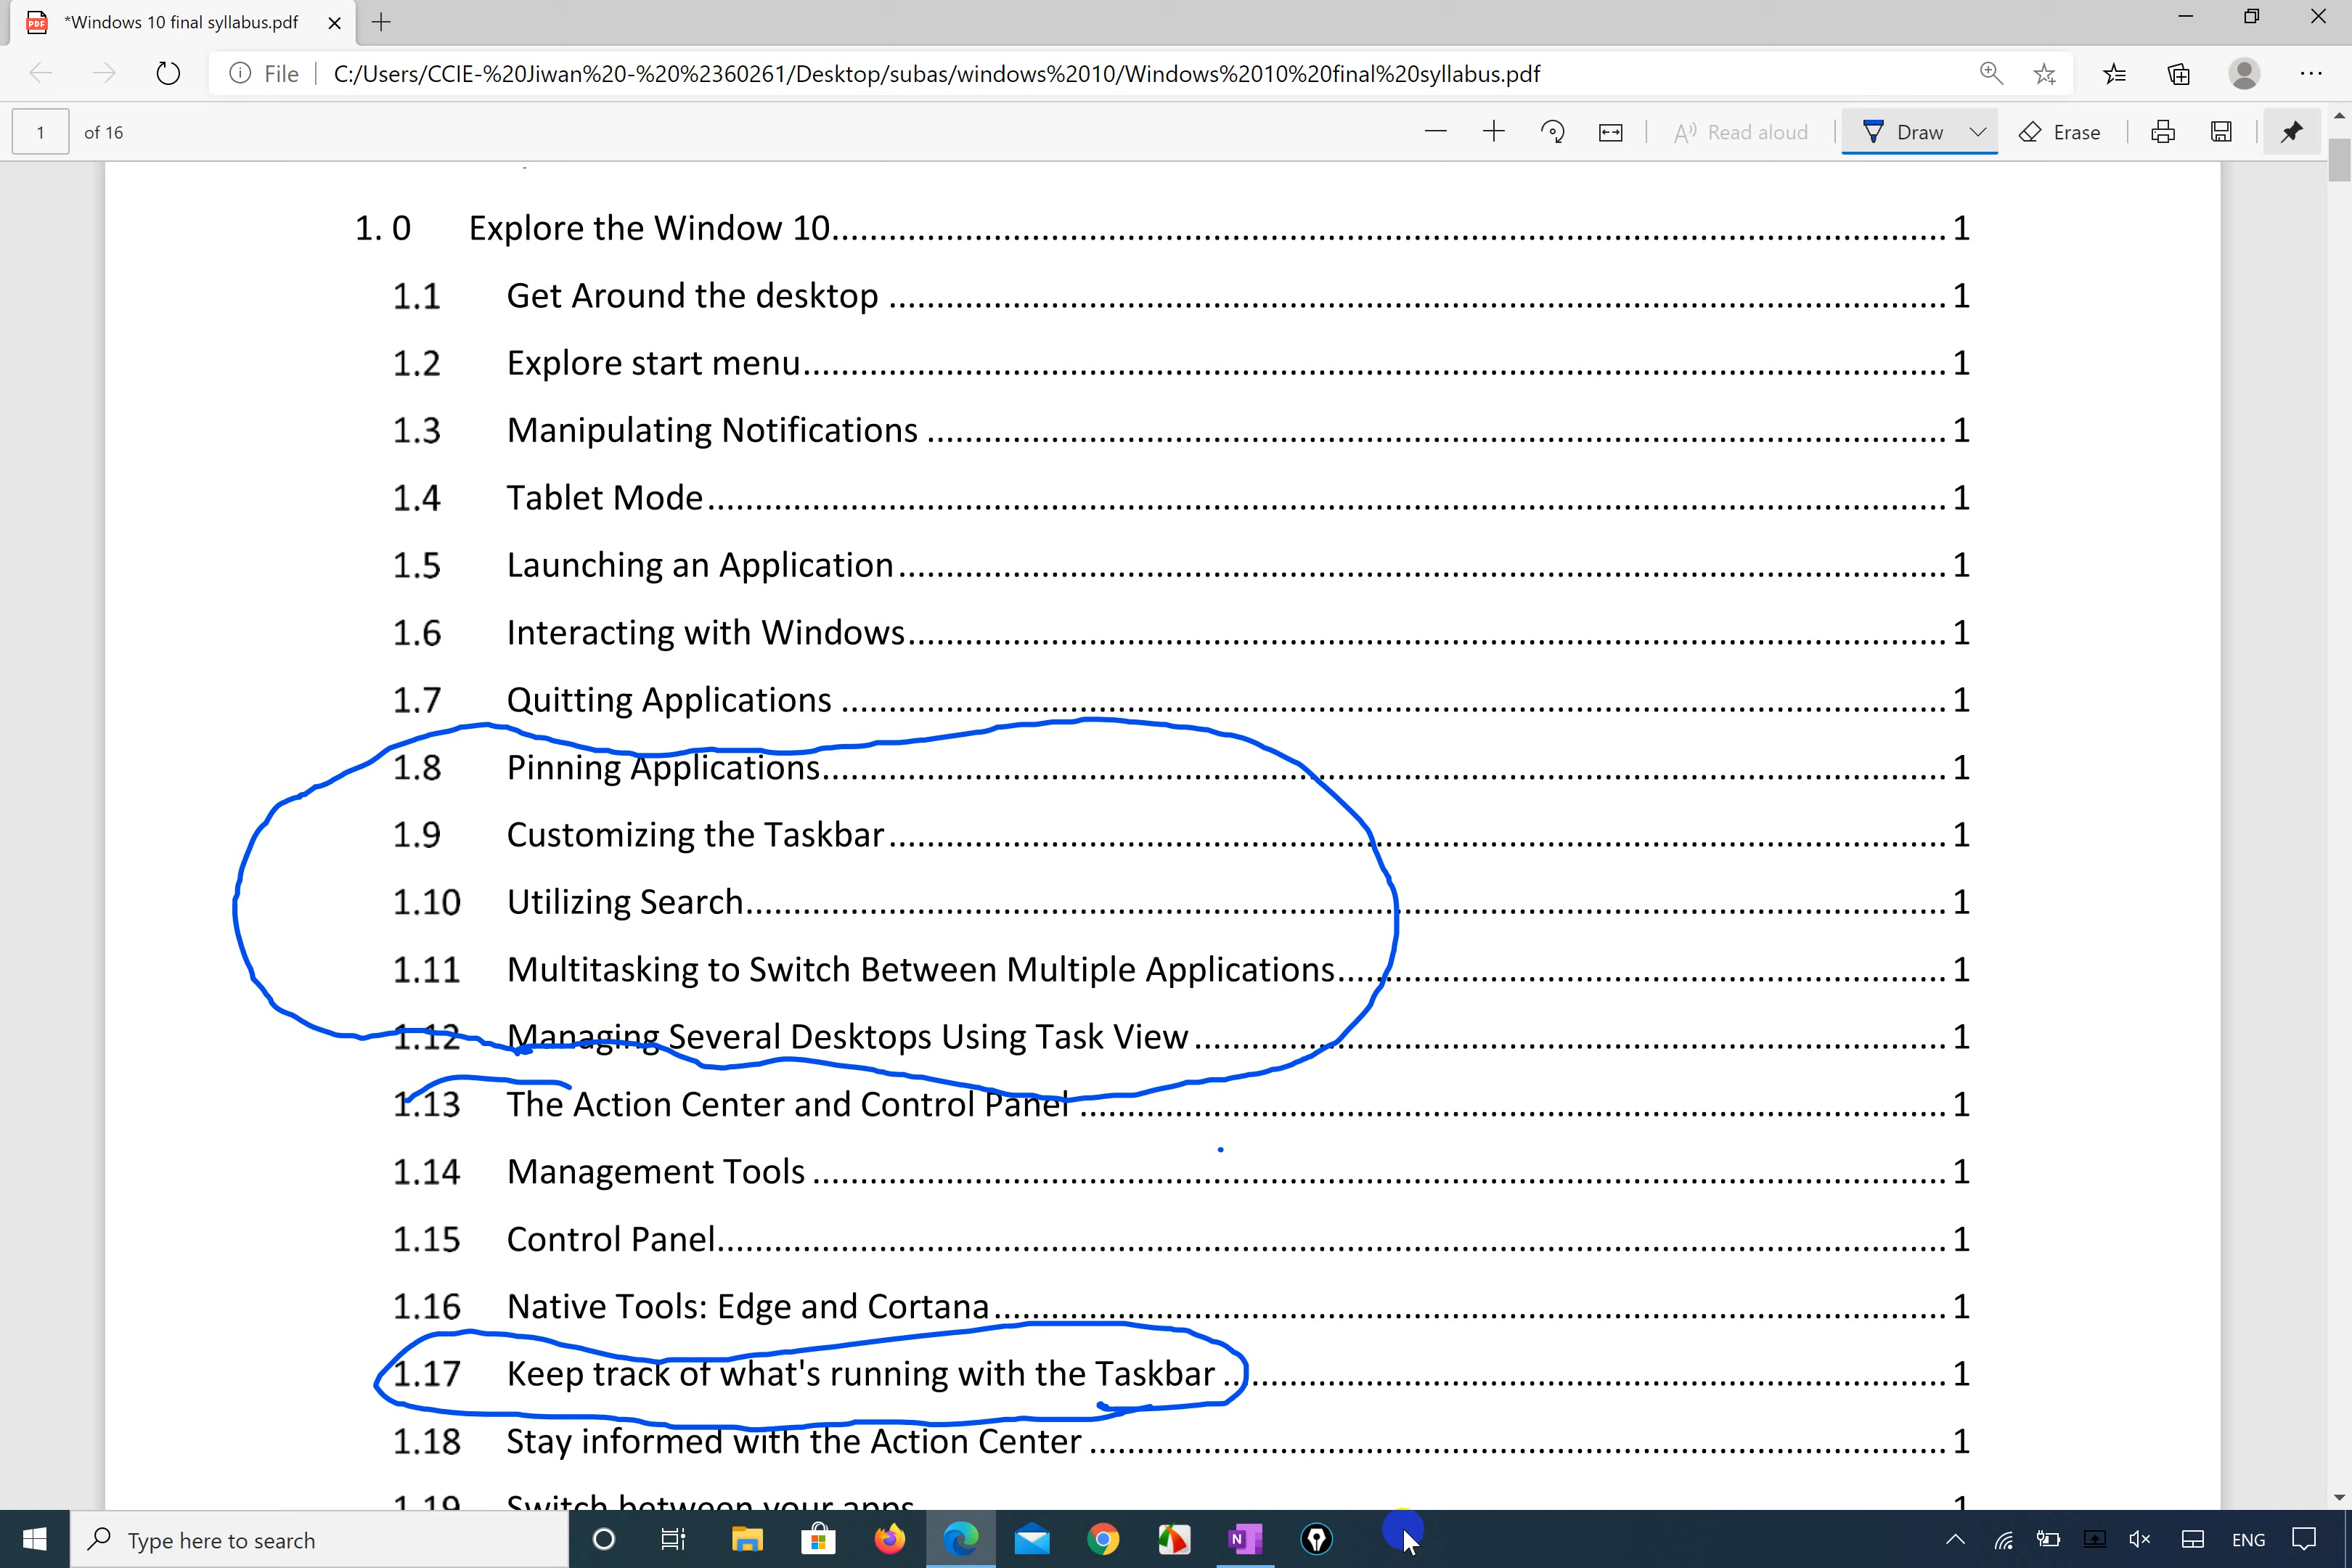 *Windows 10 final syllabus.pdf
File C:/Users/CCIE-%20Jiwan%20-%20%2360261/Desktop/subas/windows%2010/Windows%2010%20final%20syllabus.pdf
1 of 16 Read aloud Draw Erase
1. 0 Explore the Window 10 1
1.1 Get Around the desktop 1
1.2 Explore start menu 1
1.3 Manipulating Notifications 1
1.4 Tablet Mode 1
1.5 Launching an Application 1
1.6 Interacting with Windows 1
1.7 Quitting Applications 1
1.8 Pinning Applications 1
1.9 Customizing the Taskbar 1
1.10 Utilizing Search 1
1.11 Multitasking to Switch Between Multiple Applications 1
1.12 Managing Several Desktops Using Task View 1
1.13 The Action Center and Control Panel 1
1.14 Management Tools 1
1.15 Control Panel 1
1.16 Native Tools: Edge and Cortana 1
1.17 Keep track of what's running with the Taskbar 1
1.18 Stay informed with the Action Center 1
1.19 Switch between your apps 1
Type here to search ENG